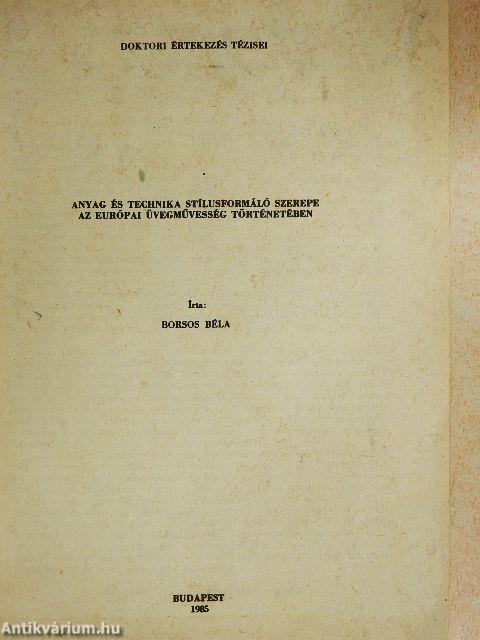 DOKTORI ÉRTEKEZÉS TÉZISEI
ANYAG ÉS TECHNIKA STÍLUSFORMÁLÓ SZEREPE
AZ EURÓPAI ÜVEGMŰVESSÉG TÖRTÉNETÉBEN
Írta:
BORSOS BÉLA
BUDAPEST
1985
Antikvárium.hu